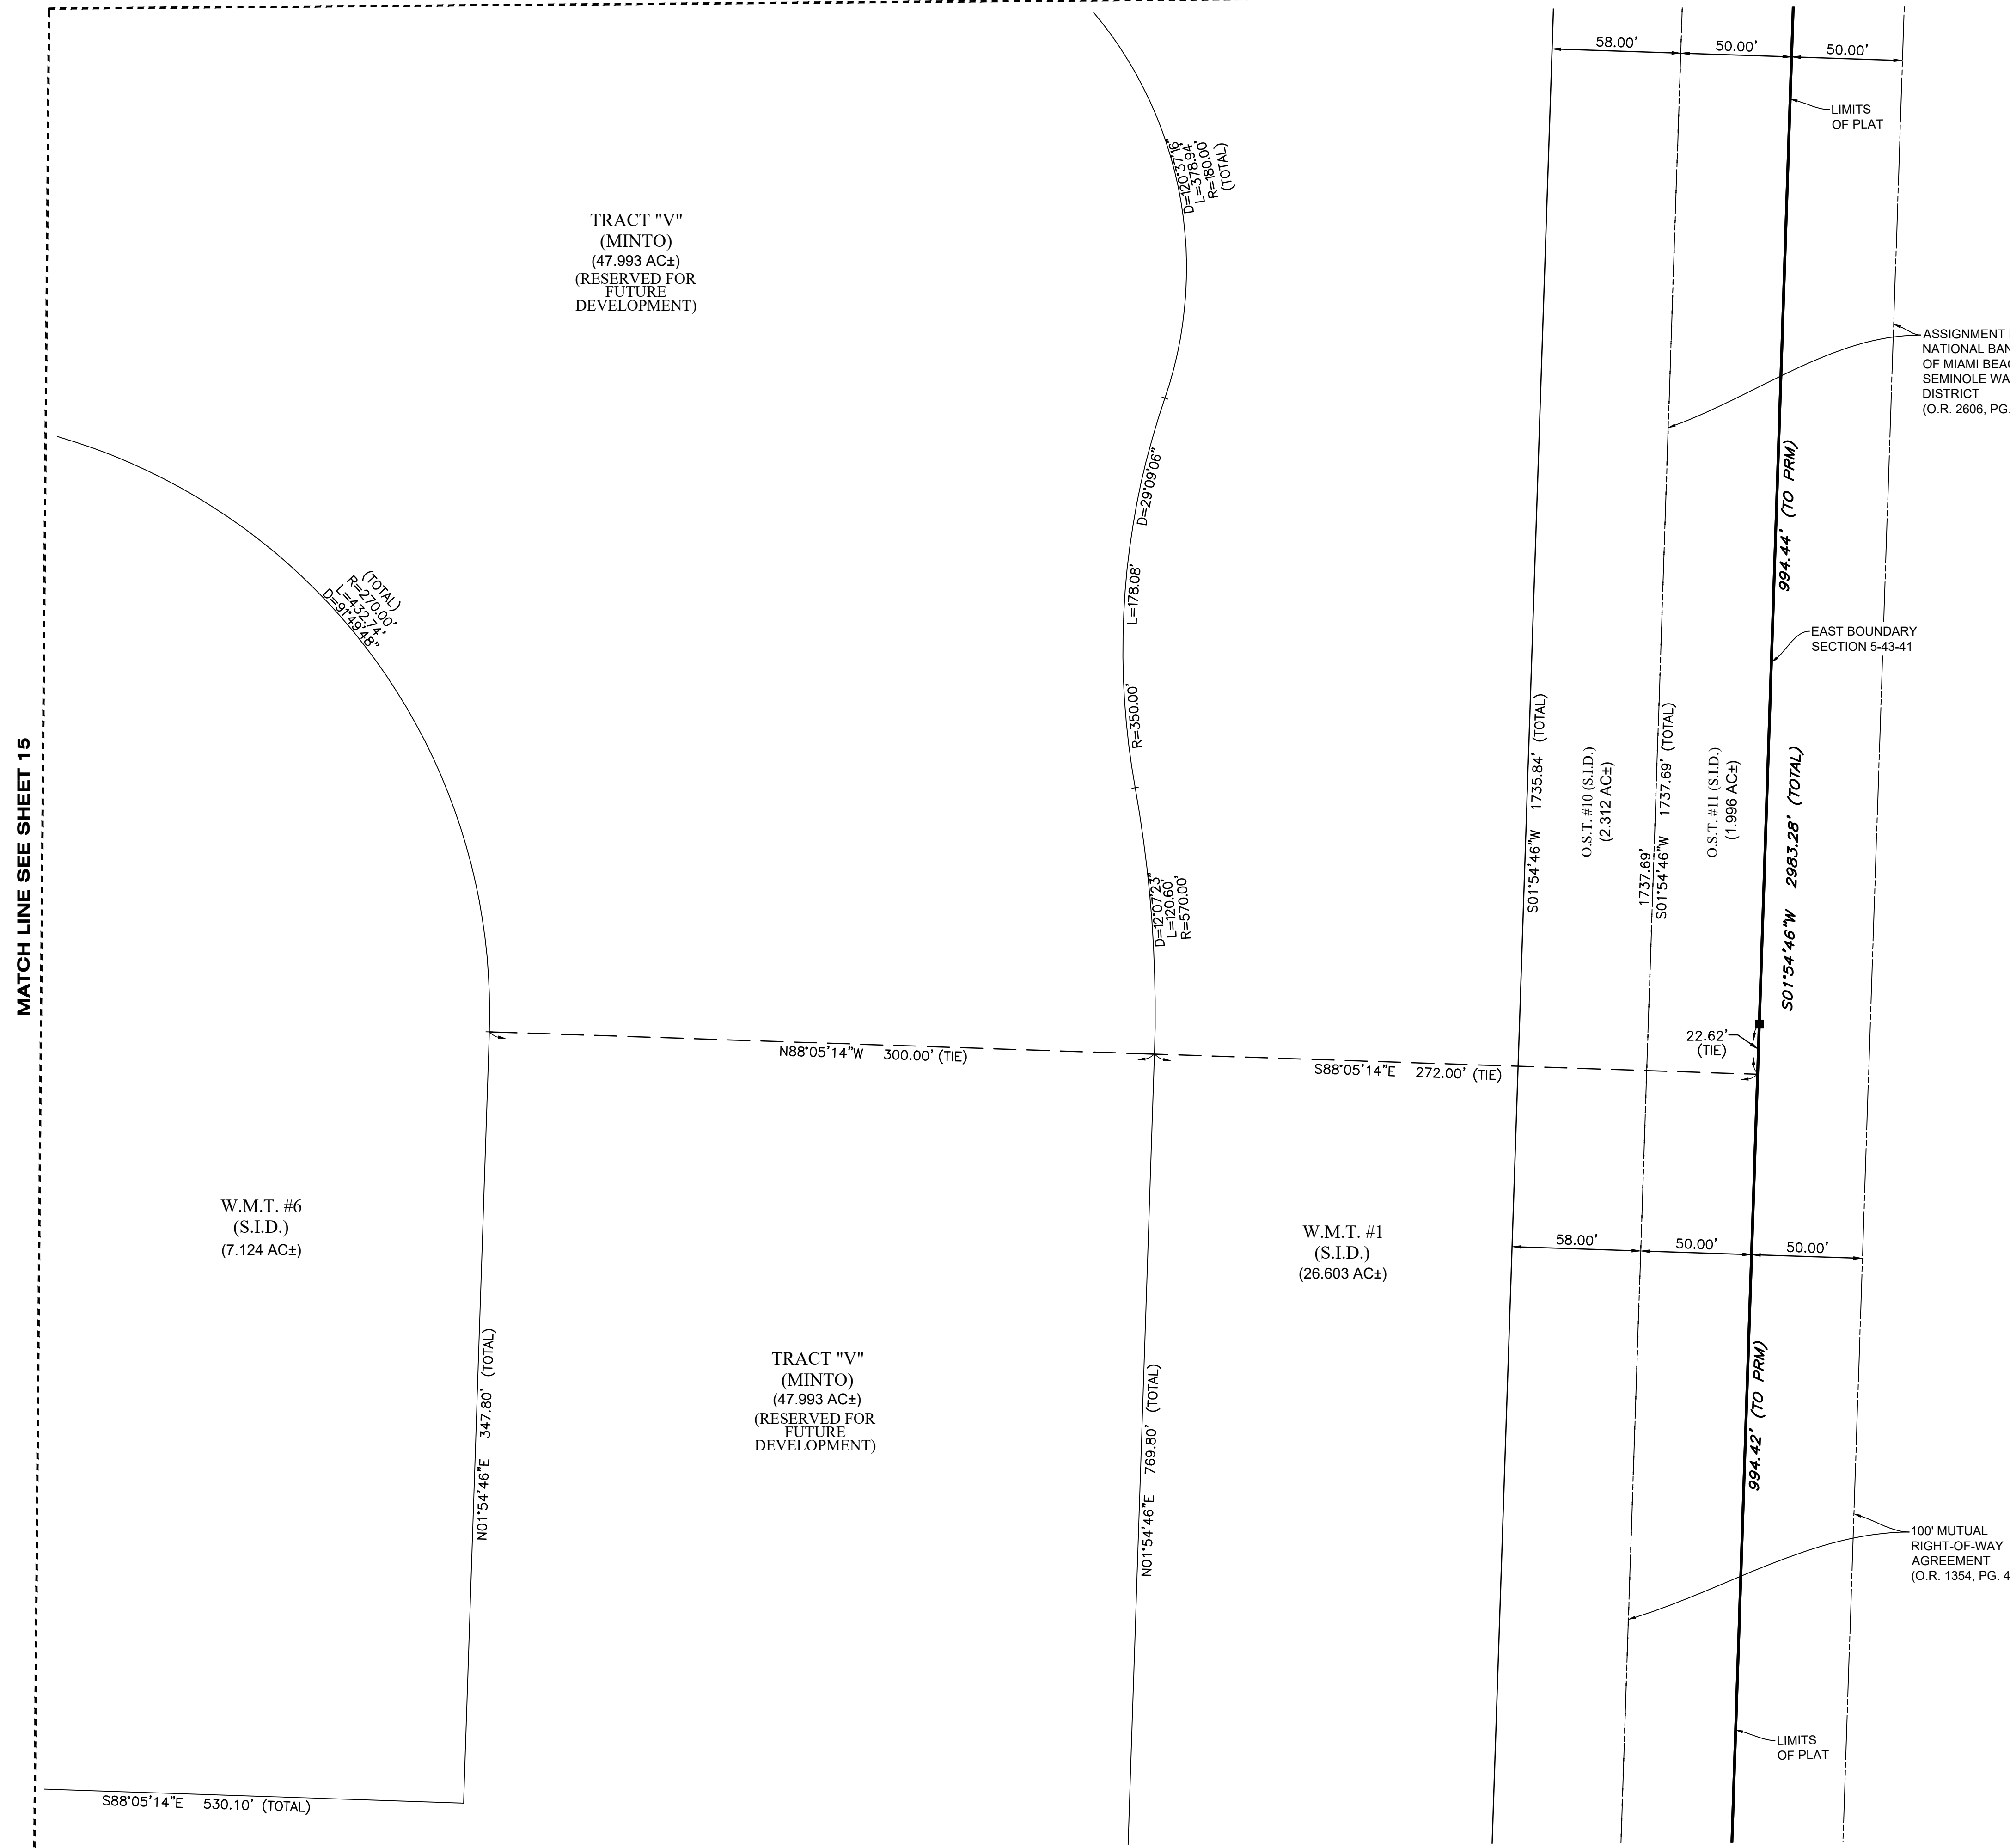 58.00'
50.00'
50.00'
LIMITS
OF PLAT
D=120°37'16"
L=378.94'
R=180.00'
(TOTAL)
TRACT "V"
(MINTO)
(47.993 AC±)
(RESERVED FOR
FUTURE
DEVELOPMENT)
ASSIGNMENT
NATIONAL
OF MIAMI
SEMINOLE
DISTRICT
(O.R. 2606, PG.
D=29°09'06"
L=178.08'
R=350.00'
994.44' (TO PRM)
(TOTAL)
R=270.00'
L=432.74'
D=91°49'48"
EAST BOUNDARY
SECTION 5-43-41
MATCH LINE SEE SHEET 15
S01°54'46"W 1735.84' (TOTAL)
O.S.T. #10 (S.I.D.)
(2.312 AC±)
1737.69'
S01°54'46"W 1737.69' (TOTAL)
O.S.T. #11 (S.I.D.)
(1.996 AC±)
S01°54'46"W 2983.28' (TOTAL)
D=12°07'23"
L=120.60'
R=570.00'
22.62'
(TIE)
N88°05'14"W 300.00' (TIE)
S88°05'14"E 272.00' (TIE)
W.M.T. #6
(S.I.D.)
(7.124 AC±)
W.M.T. #1
(S.I.D.)
(26.603 AC±)
58.00'
50.00'
50.00'
N01°54'46"E 347.80' (TOTAL)
TRACT "V"
(MINTO)
(47.993 AC±)
(RESERVED FOR
FUTURE
DEVELOPMENT)
N01°54'46"E 769.80' (TOTAL)
994.42' (TO PRM)
100' MUTUAL
RIGHT-OF-WAY
AGREEMENT
(O.R. 1354, PG.
LIMITS
OF PLAT
S88°05'14"E 530.10' (TOTAL)